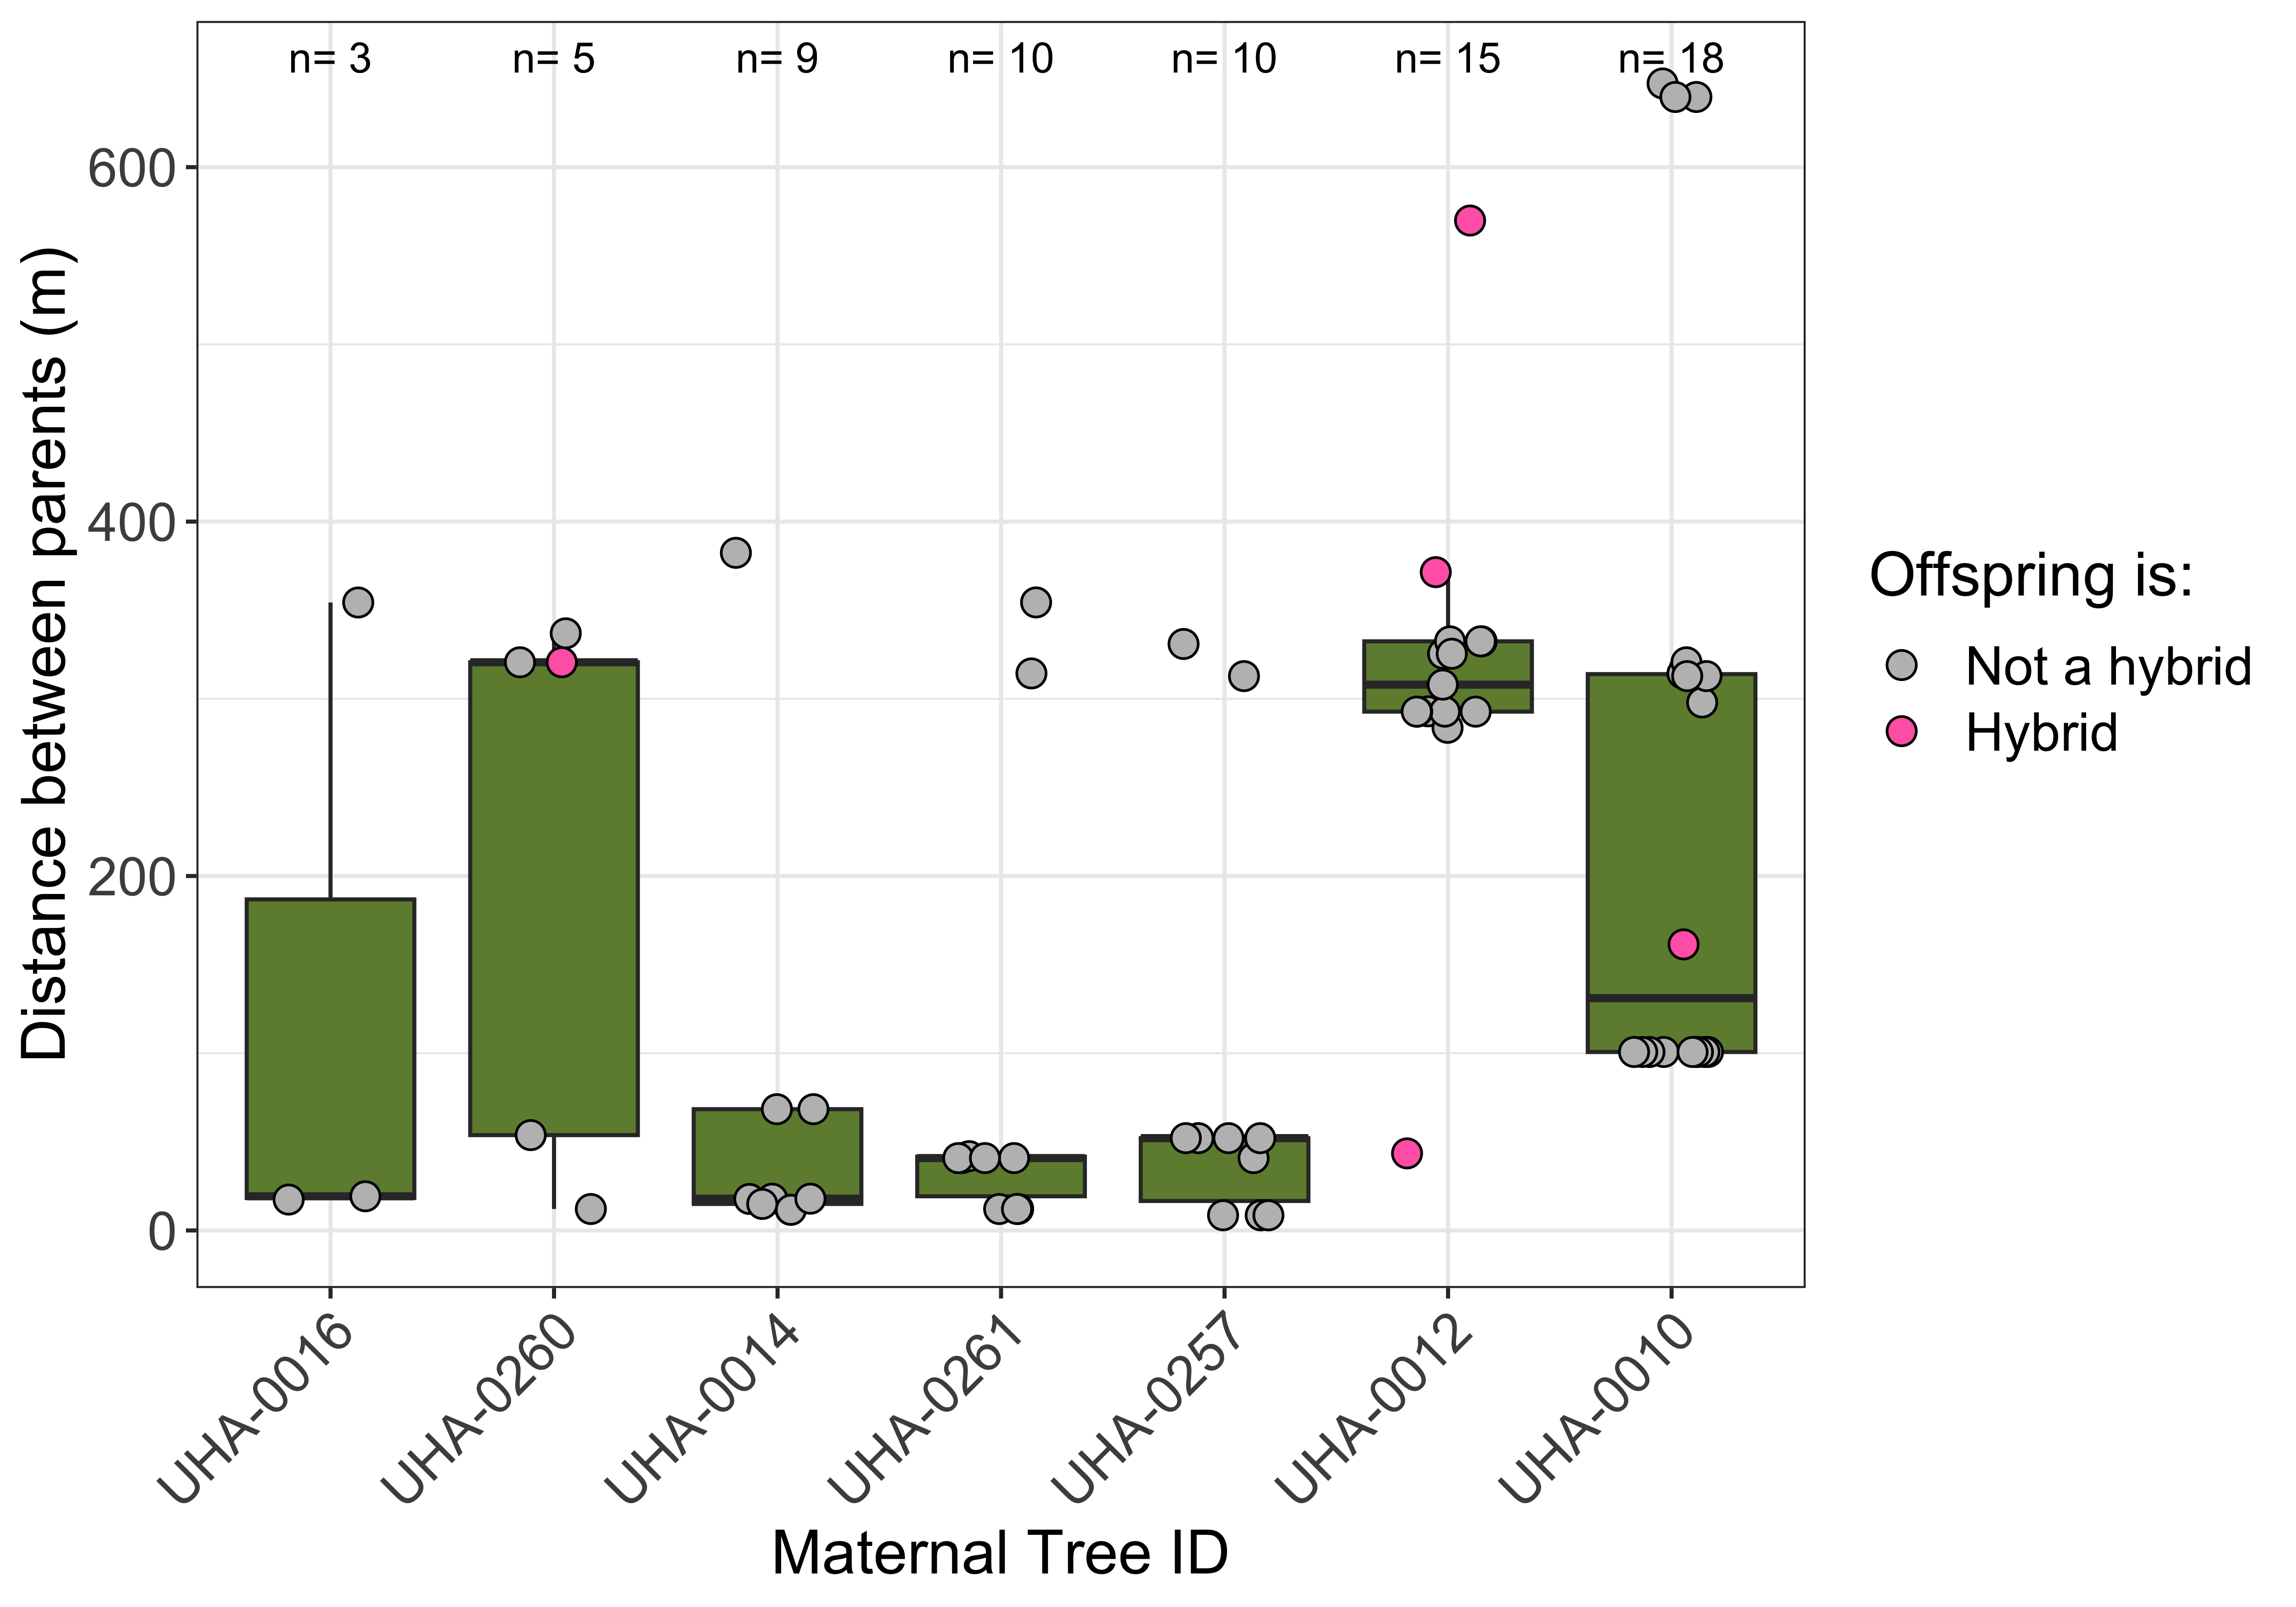 n= 3
n= 5
n= 9
n= 10
n= 10
n= 15
n= 18
Distance between parents (m)
600
400
200
0
UHA-0016
UHA-0260
UHA-0014
UHA-0261
UHA-0257
UHA-0012
UHA-0010
Maternal Tree ID
Offspring is:
Not a hybrid
Hybrid